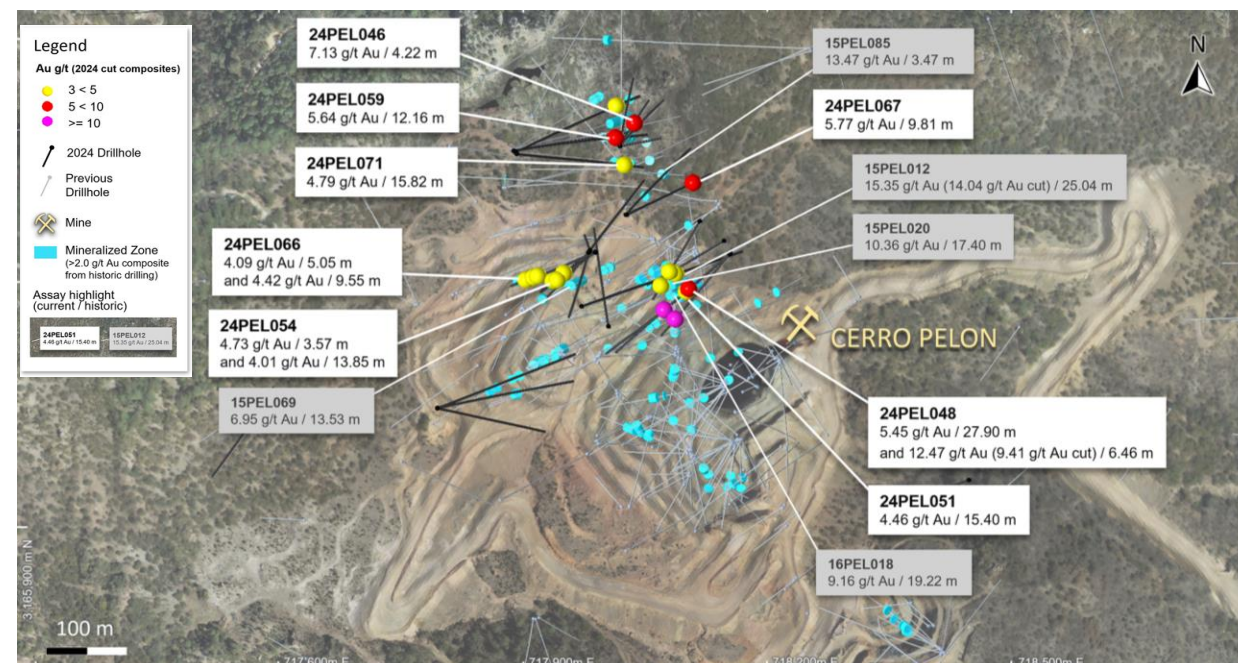 Legend
Au g/t (2024 cut composites)
3 < 5
5 < 10
>= 10
2024 Drillhole
Previous
Drillhole
Mine
Mineralized Zone
(>2.0 g/t Au composite
from historic drilling)
Assay highlight
(current / historic)
24PEL051
4.46 g/t Au / 15.40 m
15PEL012
15.35 g/t Au / 25.04 m
24PEL046
7.13 g/t Au / 4.22 m
24PEL059
5.64 g/t Au / 12.16 m
24PEL071
4.79 g/t Au / 15.82 m
24PEL066
4.09 g/t Au / 5.05 m
and 4.42 g/t Au / 9.55 m
24PEL054
4.73 g/t Au / 3.57 m
and 4.01 g/t Au / 13.85 m
15PEL069
6.95 g/t Au / 13.53 m
15PEL085
13.47 g/t Au / 3.47 m
24PEL067
5.77 g/t Au / 9.81 m
15PEL012
15.35 g/t Au (14.04 g/t Au cut) / 25.04 m
15PEL020
10.36 g/t Au / 17.40 m
N
CERRO PELON
24PEL048
5.45 g/t Au / 27.90 m
and 12.47 g/t Au (9.41 g/t Au cut) / 6.46 m
24PEL051
4.46 g/t Au / 15.40 m
16PEL018
9.16 g/t Au / 19.22 m
3,165,900 m N
100 m
717,600m E
717,900m E
718,200m E
718,500m E